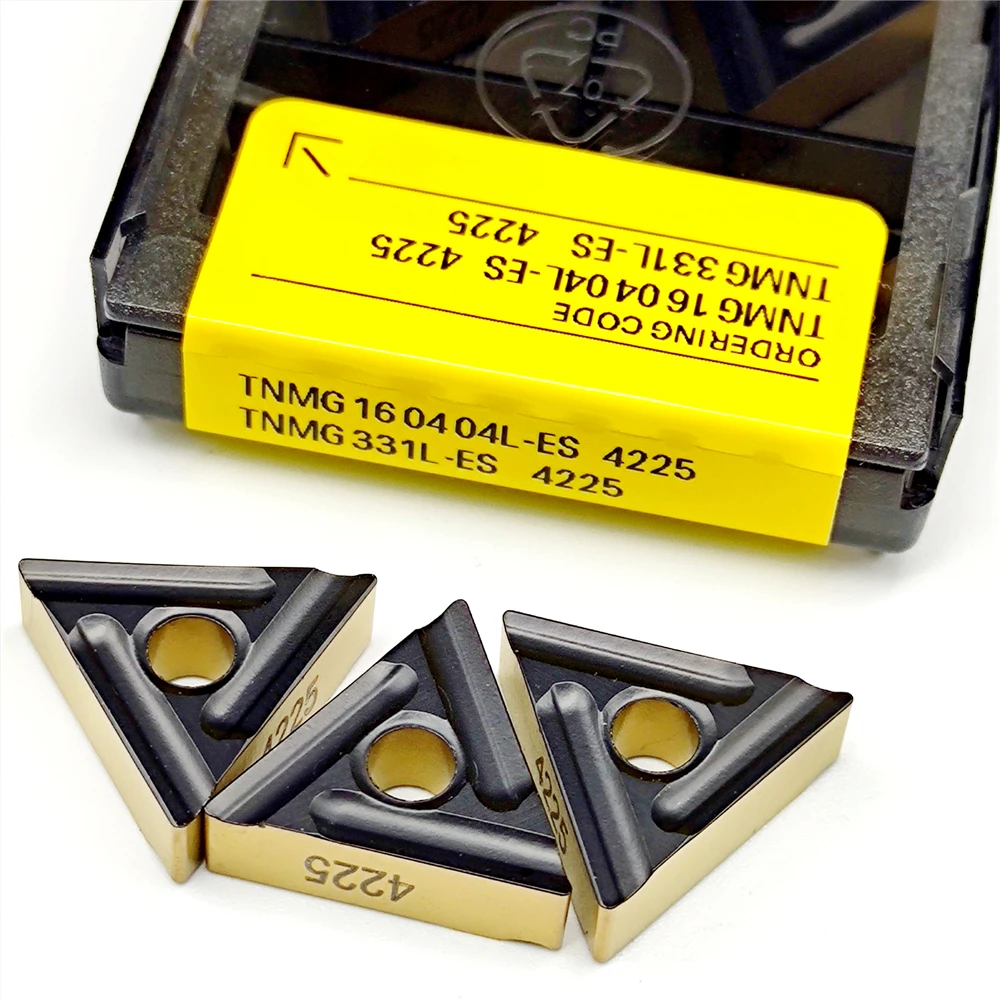 ORDERING CODE
TNMG 16 04 04L-ES 4225
TNMG 331L-ES 4225
TNMG 16 04 04L-ES 4225
TNMG 331L-ES 4225
4225
4225
4225